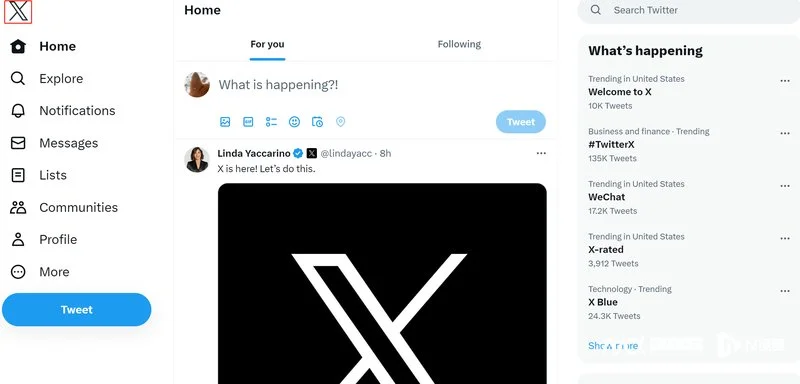 Home
Explore
Notifications
Messages
Lists
Communities
Profile
More
Tweet
Home
For you
Following
What is happening?!
Tweet
Linda Yaccarino @lindayacc · 8h
X is here! Let's do this.
Search Twitter
What's happening
Trending in United States
Welcome to X
10K Tweets
Business and finance · Trending
#TwitterX
135K Tweets
Trending in United States
WeChat
17.2K Tweets
Trending in United States
X-rated
3,912 Tweets
Technology · Trending
X Blue
24.3K Tweets
Show more